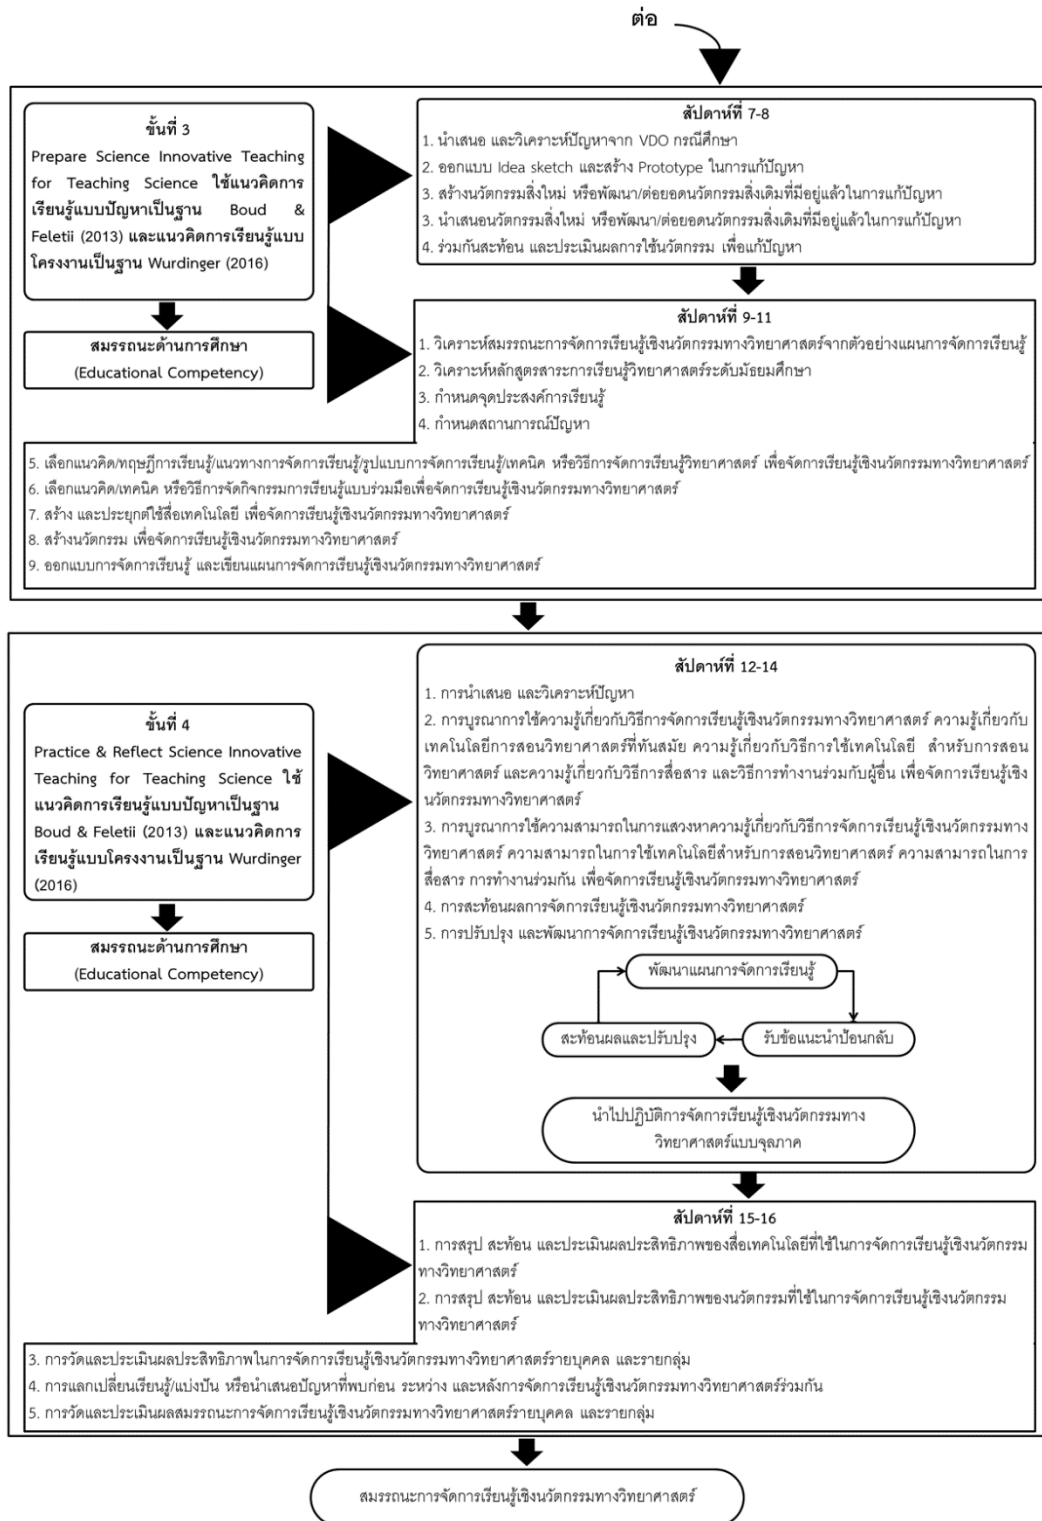 ต่อ
ขั้นที่ 3
Prepare Science Innovative Teaching
for Teaching Science ใช้แนวคิดการ
เรียนรู้แบบปัญหาเป็นฐาน Boud &
Feletii (2013) และแนวคิดการเรียนรู้แบบ
โครงงานเป็นฐาน Wurdinger (2016)
สมรรถนะด้านการศึกษา
(Educational Competency)
สัปดาห์ที่ 7-8
1. นำเสนอ และวิเคราะห์ปัญหาจาก VDO กรณีศึกษา
2. ออกแบบ Idea sketch และสร้าง Prototype ในการแก้ปัญหา
3. สร้างนวัตกรรมสิ่งใหม่ หรือพัฒนา/ต่อยอดนวัตกรรมสิ่งเดิมที่มีอยู่แล้วในการแก้ปัญหา
3. นำเสนอนวัตกรรมสิ่งใหม่ หรือพัฒนา/ต่อยอดนวัตกรรมสิ่งเดิมที่มีอยู่แล้วในการแก้ปัญหา
4. ร่วมกันสะท้อน และประเมินผลการใช้นวัตกรรม เพื่อแก้ปัญหา
สัปดาห์ที่ 9-11
1. วิเคราะห์สมรรถนะการจัดการเรียนรู้เชิงนวัตกรรมทางวิทยาศาสตร์จากตัวอย่างแผนการจัดการเรียนรู้
2. วิเคราะห์หลักสูตรสาระการเรียนรู้วิทยาศาสตร์ระดับมัธยมศึกษา
3. กำหนดจุดประสงค์การเรียนรู้
4. กำหนดสถานการณ์ปัญหา
5. เลือกแนวคิด/ทฤษฎีการเรียนรู้/แนวทางการจัดการเรียนรู้/รูปแบบการจัดการเรียนรู้/เทคนิค หรือวิธีการจัดการเรียนรู้วิทยาศาสตร์ เพื่อจัดการเรียนรู้เชิงนวัตกรรมทางวิทยาศาสตร์
6. เลือกแนวคิด/เทคนิค หรือวิธีการจัดกิจกรรมการเรียนรู้แบบร่วมมือเพื่อจัดการเรียนรู้เชิงนวัตกรรมทางวิทยาศาสตร์
7. สร้าง และประยุกต์ใช้สื่อเทคโนโลยี เพื่อจัดการเรียนรู้เชิงนวัตกรรมทางวิทยาศาสตร์
8. สร้างนวัตกรรม เพื่อจัดการเรียนรู้เชิงนวัตกรรมทางวิทยาศาสตร์
9. ออกแบบการจัดการเรียนรู้ และเขียนแผนการจัดการเรียนรู้เชิงนวัตกรรมทางวิทยาศาสตร์
ขั้นที่ 4
Practice & Reflect Science Innovative
Teaching for Teaching Science ใช้
แนวคิดการเรียนรู้แบบปัญหาเป็นฐาน
Boud & Feletii (2013) และแนวคิดการ
เรียนรู้แบบโครงงานเป็นฐาน Wurdinger
(2016)
สมรรถนะด้านการศึกษา
(Educational Competency)
สัปดาห์ที่ 12-14
1. การนำเสนอ และวิเคราะห์ปัญหา
2. การบูรณาการใช้ความรู้เกี่ยวกับวิธีการจัดการเรียนรู้เชิงนวัตกรรมทางวิทยาศาสตร์ ความรู้เกี่ยวกับ
เทคโนโลยีการสอนวิทยาศาสตร์ที่ทันสมัย ความรู้เกี่ยวกับวิธีการใช้เทคโนโลยี สำหรับการสอน
วิทยาศาสตร์ และความรู้เกี่ยวกับวิธีการสื่อสาร และวิธีการทำงานร่วมกับผู้อื่น เพื่อจัดการเรียนรู้เชิง
นวัตกรรมทางวิทยาศาสตร์
3. การบูรณาการใช้ความสามารถในการแสวงหาความรู้เกี่ยวกับวิธีการจัดการเรียนรู้เชิงนวัตกรรมทาง
วิทยาศาสตร์ ความสามารถในการใช้เทคโนโลยีสำหรับการสอนวิทยาศาสตร์ ความสามารถในการ
สื่อสาร การทำงานร่วมกัน เพื่อจัดการเรียนรู้เชิงนวัตกรรมทางวิทยาศาสตร์
4. การสะท้อนผลการจัดการเรียนรู้เชิงนวัตกรรมทางวิทยาศาสตร์
5. การปรับปรุง และพัฒนาการจัดการเรียนรู้เชิงนวัตกรรมทางวิทยาศาสตร์
พัฒนาแผนการจัดการเรียนรู้
สะท้อนผลและปรับปรุง
รับข้อแนะนำป้อนกลับ
นำไปปฏิบัติการจัดการเรียนรู้เชิงนวัตกรรมทาง
วิทยาศาสตร์แบบจุลภาค
สัปดาห์ที่ 15-16
1. การสรุป สะท้อน และประเมินผลประสิทธิภาพของสื่อเทคโนโลยีที่ใช้ในการจัดการเรียนรู้เชิงนวัตกรรม
ทางวิทยาศาสตร์
2. การสรุป สะท้อน และประเมินผลประสิทธิภาพของนวัตกรรมที่ใช้ในการจัดการเรียนรู้เชิงนวัตกรรม
ทางวิทยาศาสตร์
3. การวัดและประเมินผลประสิทธิภาพในการจัดการเรียนรู้เชิงนวัตกรรมทางวิทยาศาสตร์รายบุคคล และรายกลุ่ม
4. การแลกเปลี่ยนเรียนรู้/แบ่งปัน หรือนำเสนอปัญหาที่พบก่อน ระหว่าง และหลังการจัดการเรียนรู้เชิงนวัตกรรมทางวิทยาศาสตร์ร่วมกัน
5. การวัดและประเมินผลสมรรถนะการจัดการเรียนรู้เชิงนวัตกรรมทางวิทยาศาสตร์รายบุคคล และรายกลุ่ม
สมรรถนะการจัดการเรียนรู้เชิงนวัตกรรมทางวิทยาศาสตร์